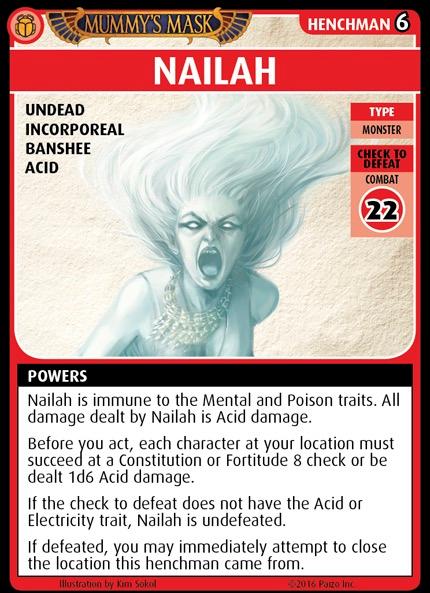 MUMMY'S MASK
HENCHMAN 6
NAILAH
UNDEAD
INCORPOREAL
BANSHEE
ACID
TYPE
MONSTER
CHECK TO
DEFEAT
COMBAT
22
POWERS
Nailah is immune to the Mental and Poison traits. All
damage dealt by Nailah is Acid damage.
Before you act, each character at your location must
succeed at a Constitution or Fortitude 8 check or be
dealt 1d6 Acid damage.
If the check to defeat does not have the Acid or
Electricity trait, Nailah is undefeated.
If defeated, you may immediately attempt to close
the location this henchman came from.
Illustration by Kim Sokol
©2016 Paizo Inc.